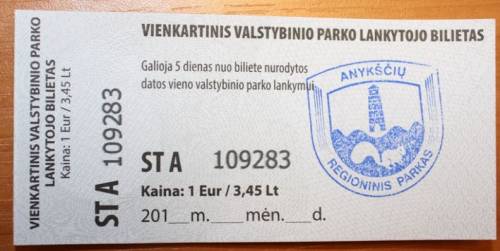 VIENKARTINIS VALSTYBINIO PARKO
LANKYTOJO BILIETAS
Kaina: 1 Eur / 3,45 Lt
ST A 109283
VIENKARTINIS VALSTYBINIO PARKO LANKYTOJO BILIETAS
Galioja 5 dienas nuo biliete nurodytos
datos vieno valstybinio parko lankymui
ANYKŠČIŲ
REGIONINIS PARKAS
ST A 109283
Kaina: 1 Eur / 3,45 Lt
201__m.____mėn.___d.